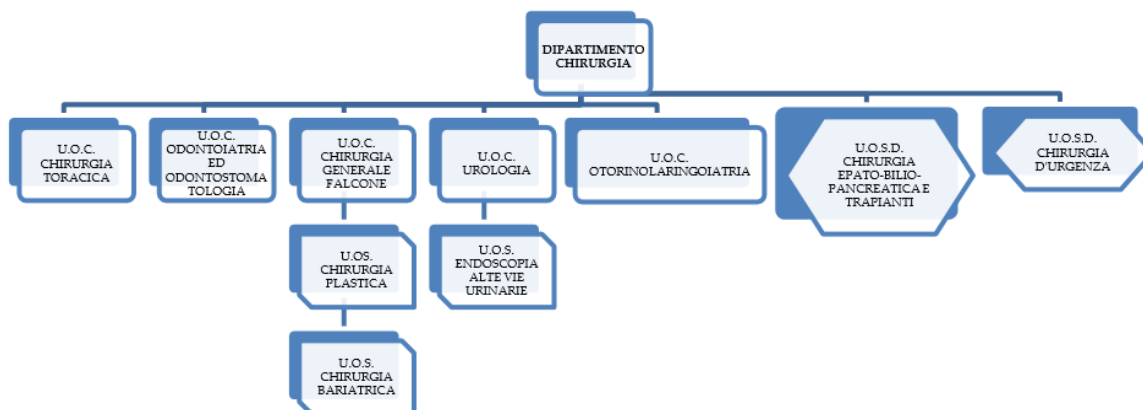 DIPARTIMENTO
CHIRURGIA
U.O.C.
CHIRURGIA
TORACICA
U.O.C.
ODONTOIATRIA
ED
ODONTOSTOMA
TOLOGIA
U.O.C.
CHIRURGIA
GENERALE
FALCONE
U.O.C.
UROLOGIA
U.O.C.
OTORINOLARINGOIATRIA
U.O.S.D.
CHIRURGIA
EPATO-BILIO-
PANCREATICA E
TRAPIANTI
U.O.S.D.
CHIRURGIA
D'URGENZA
U.OS.
CHIRURGIA
PLASTICA
U.O.S.
ENDOSCOPIA
ALTE VIE
URINARIE
U.O.S.
CHIRURGIA
BARIATRICA